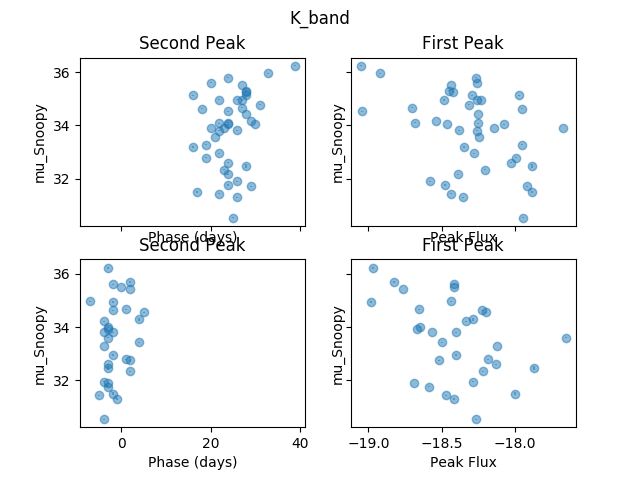 K_band
Second Peak
First Peak
36
34
32
mu_Snoopy
mu_Snoopy
Phase (days)
Peak Flux
Second Peak
First Peak
36
34
32
mu_Snoopy
mu_Snoopy
0
20
40
−19.0
−18.5
−18.0
Phase (days)
Peak Flux